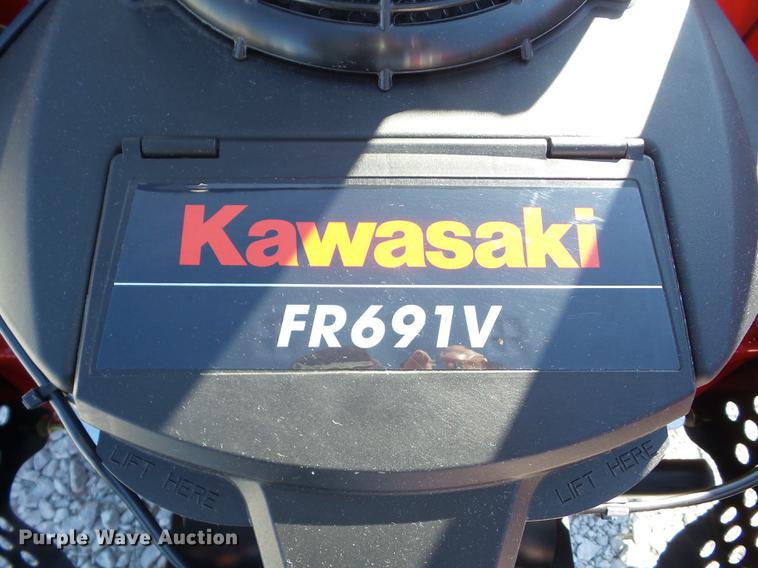 Kawasaki
FR691V
LIFT HERE
LIFT HERE
Purple Wave Auction